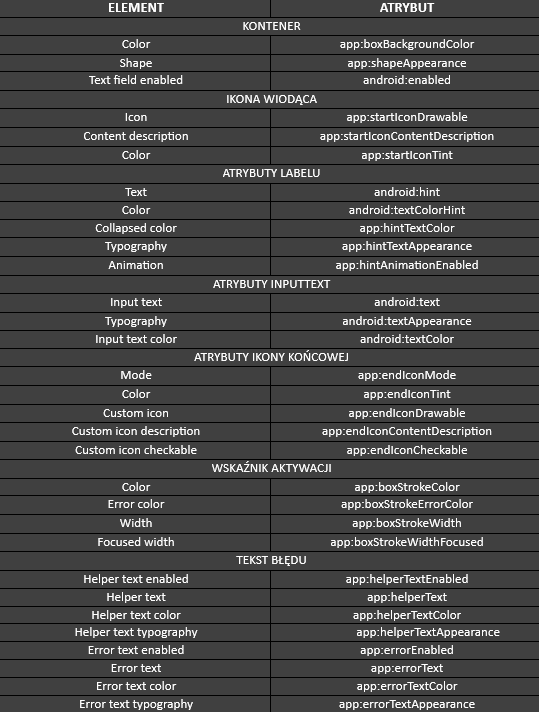 ELEMENT ATRYBUT
KONTENER
Color app:boxBackgroundColor
Shape app:shapeAppearance
Text field enabled android:enabled
IKONA WIODĄCA
Icon app:startIconDrawable
Content description app:startIconContentDescription
Color app:startIconTint
ATRYBUTY LABELU
Text android:hint
Color android:textColorHint
Collapsed color app:hintTextColor
Typography app:hintTextAppearance
Animation app:hintAnimationEnabled
ATRYBUTY INPUTTEXT
Input text android:text
Typography android:textAppearance
Input text color android:textColor
ATRYBUTY IKONY KOŃCOWEJ
Mode app:endIconMode
Color app:endIconTint
Custom icon app:endIconDrawable
Custom icon description app:endIconContentDescription
Custom icon checkable app:endIconCheckable
WSKAŹNIK AKTYWACJI
Color app:boxStrokeColor
Error color app:boxStrokeErrorColor
Width app:boxStrokeWidth
Focused width app:boxStrokeWidthFocused
TEKST BŁĘDU
Helper text enabled app:helperTextEnabled
Helper text app:helperText
Helper text color app:helperTextColor
Helper text typography app:helperTextAppearance
Error text enabled app:errorEnabled
Error text app:errorText
Error text color app:errorTextColor
Error text typography app:errorTextAppearance